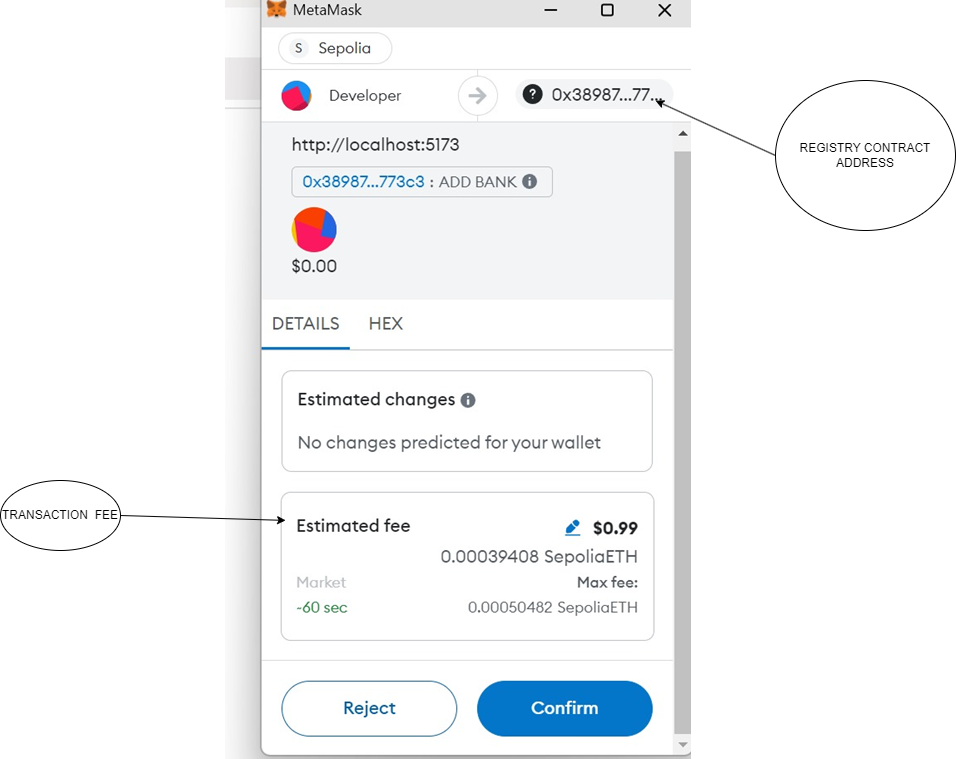 MetaMask
S Sepolia
Developer
? 0x38987...77...
REGISTRY CONTRACT
ADDRESS
http://localhost:5173
0x38987...773c3 : ADD BANK
$0.00
DETAILS HEX
Estimated changes
No changes predicted for your wallet
TRANSACTION FEE
Estimated fee $0.99
0.00039408 SepoliaETH
Market Max fee:
~60 sec 0.00050482 SepoliaETH
Reject Confirm